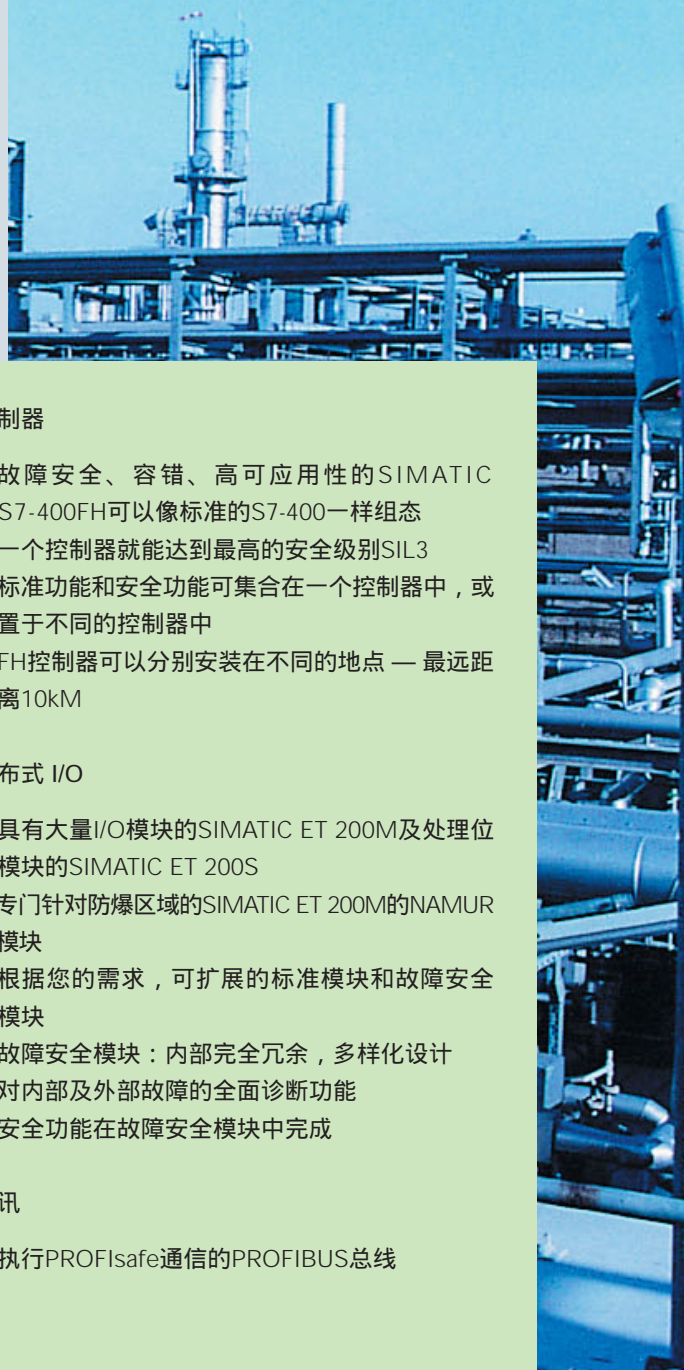 制器
故障安全、容错、高可应用性的SIMATIC
S7-400FH可以像标准的S7-400一样组态
一个控制器就能达到最高的安全级别SIL3
标准功能和安全功能可集合在一个控制器中，或
置于不同的控制器中
FH控制器可以分别安装在不同的地点 — 最远距
离10kM
布式 I/O
具有大量I/O模块的SIMATIC ET 200M及处理位
模块的SIMATIC ET 200S
专门针对防爆区域的SIMATIC ET 200M的NAMUR
模块
根据您的需求，可扩展的标准模块和故障安全
模块
故障安全模块：内部完全冗余，多样化设计
对内部及外部故障的全面诊断功能
安全功能在故障安全模块中完成
讯
执行PROFIsafe通信的PROFIBUS总线